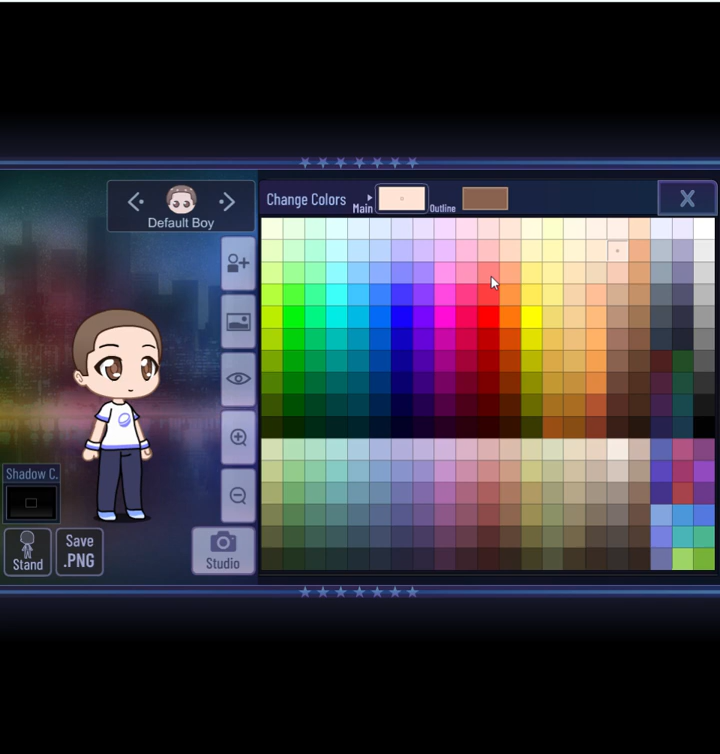 Change Colors
Main
Outline
X
Default Boy
Shadow C.
Stand
Save
.PNG
Studio